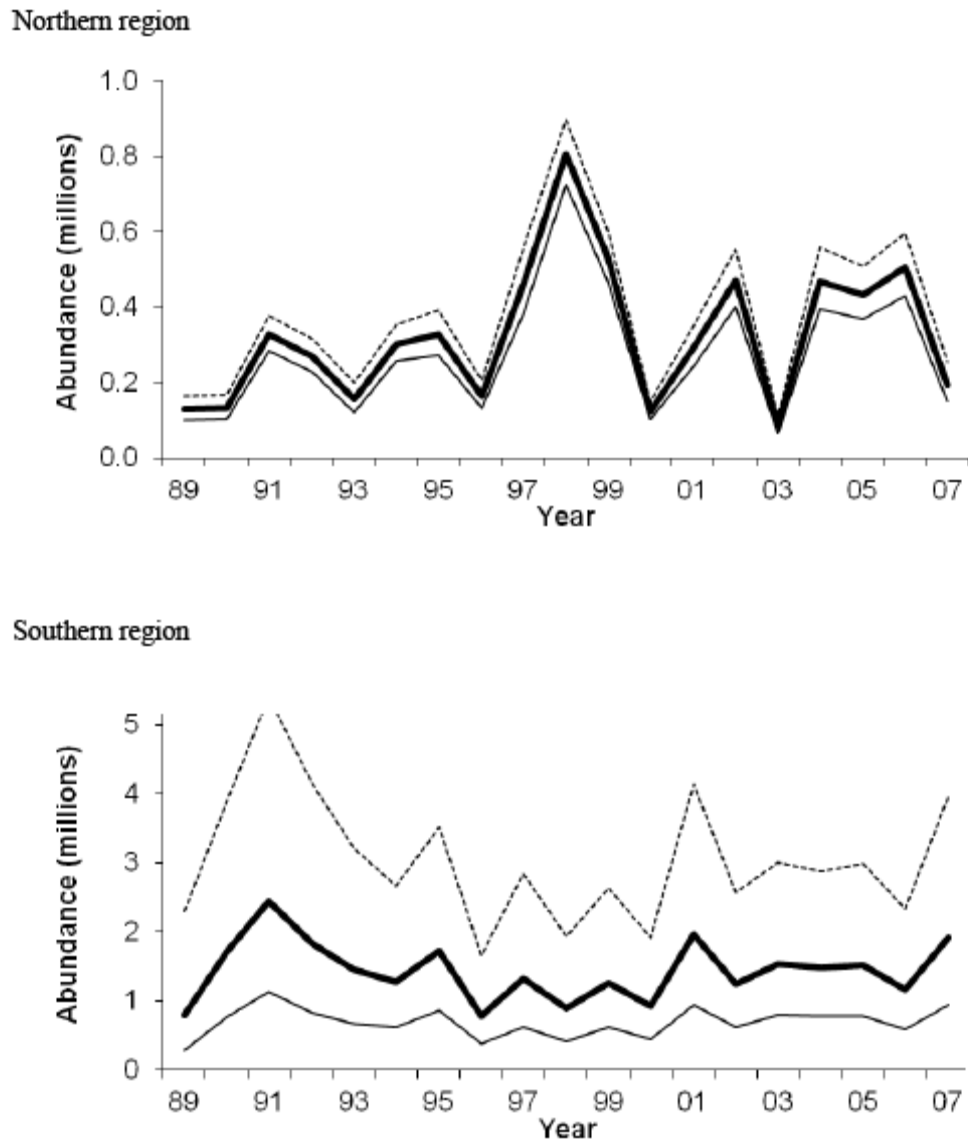 Northern region
Abundance (millions)
1.0
0.8
0.6
0.4
0.2
0.0
89 91 93 95 97 99 01 03 05 07
Year
Southern region
Abundance (millions)
5
4
3
2
1
0
89 91 93 95 97 99 01 03 05 07
Year